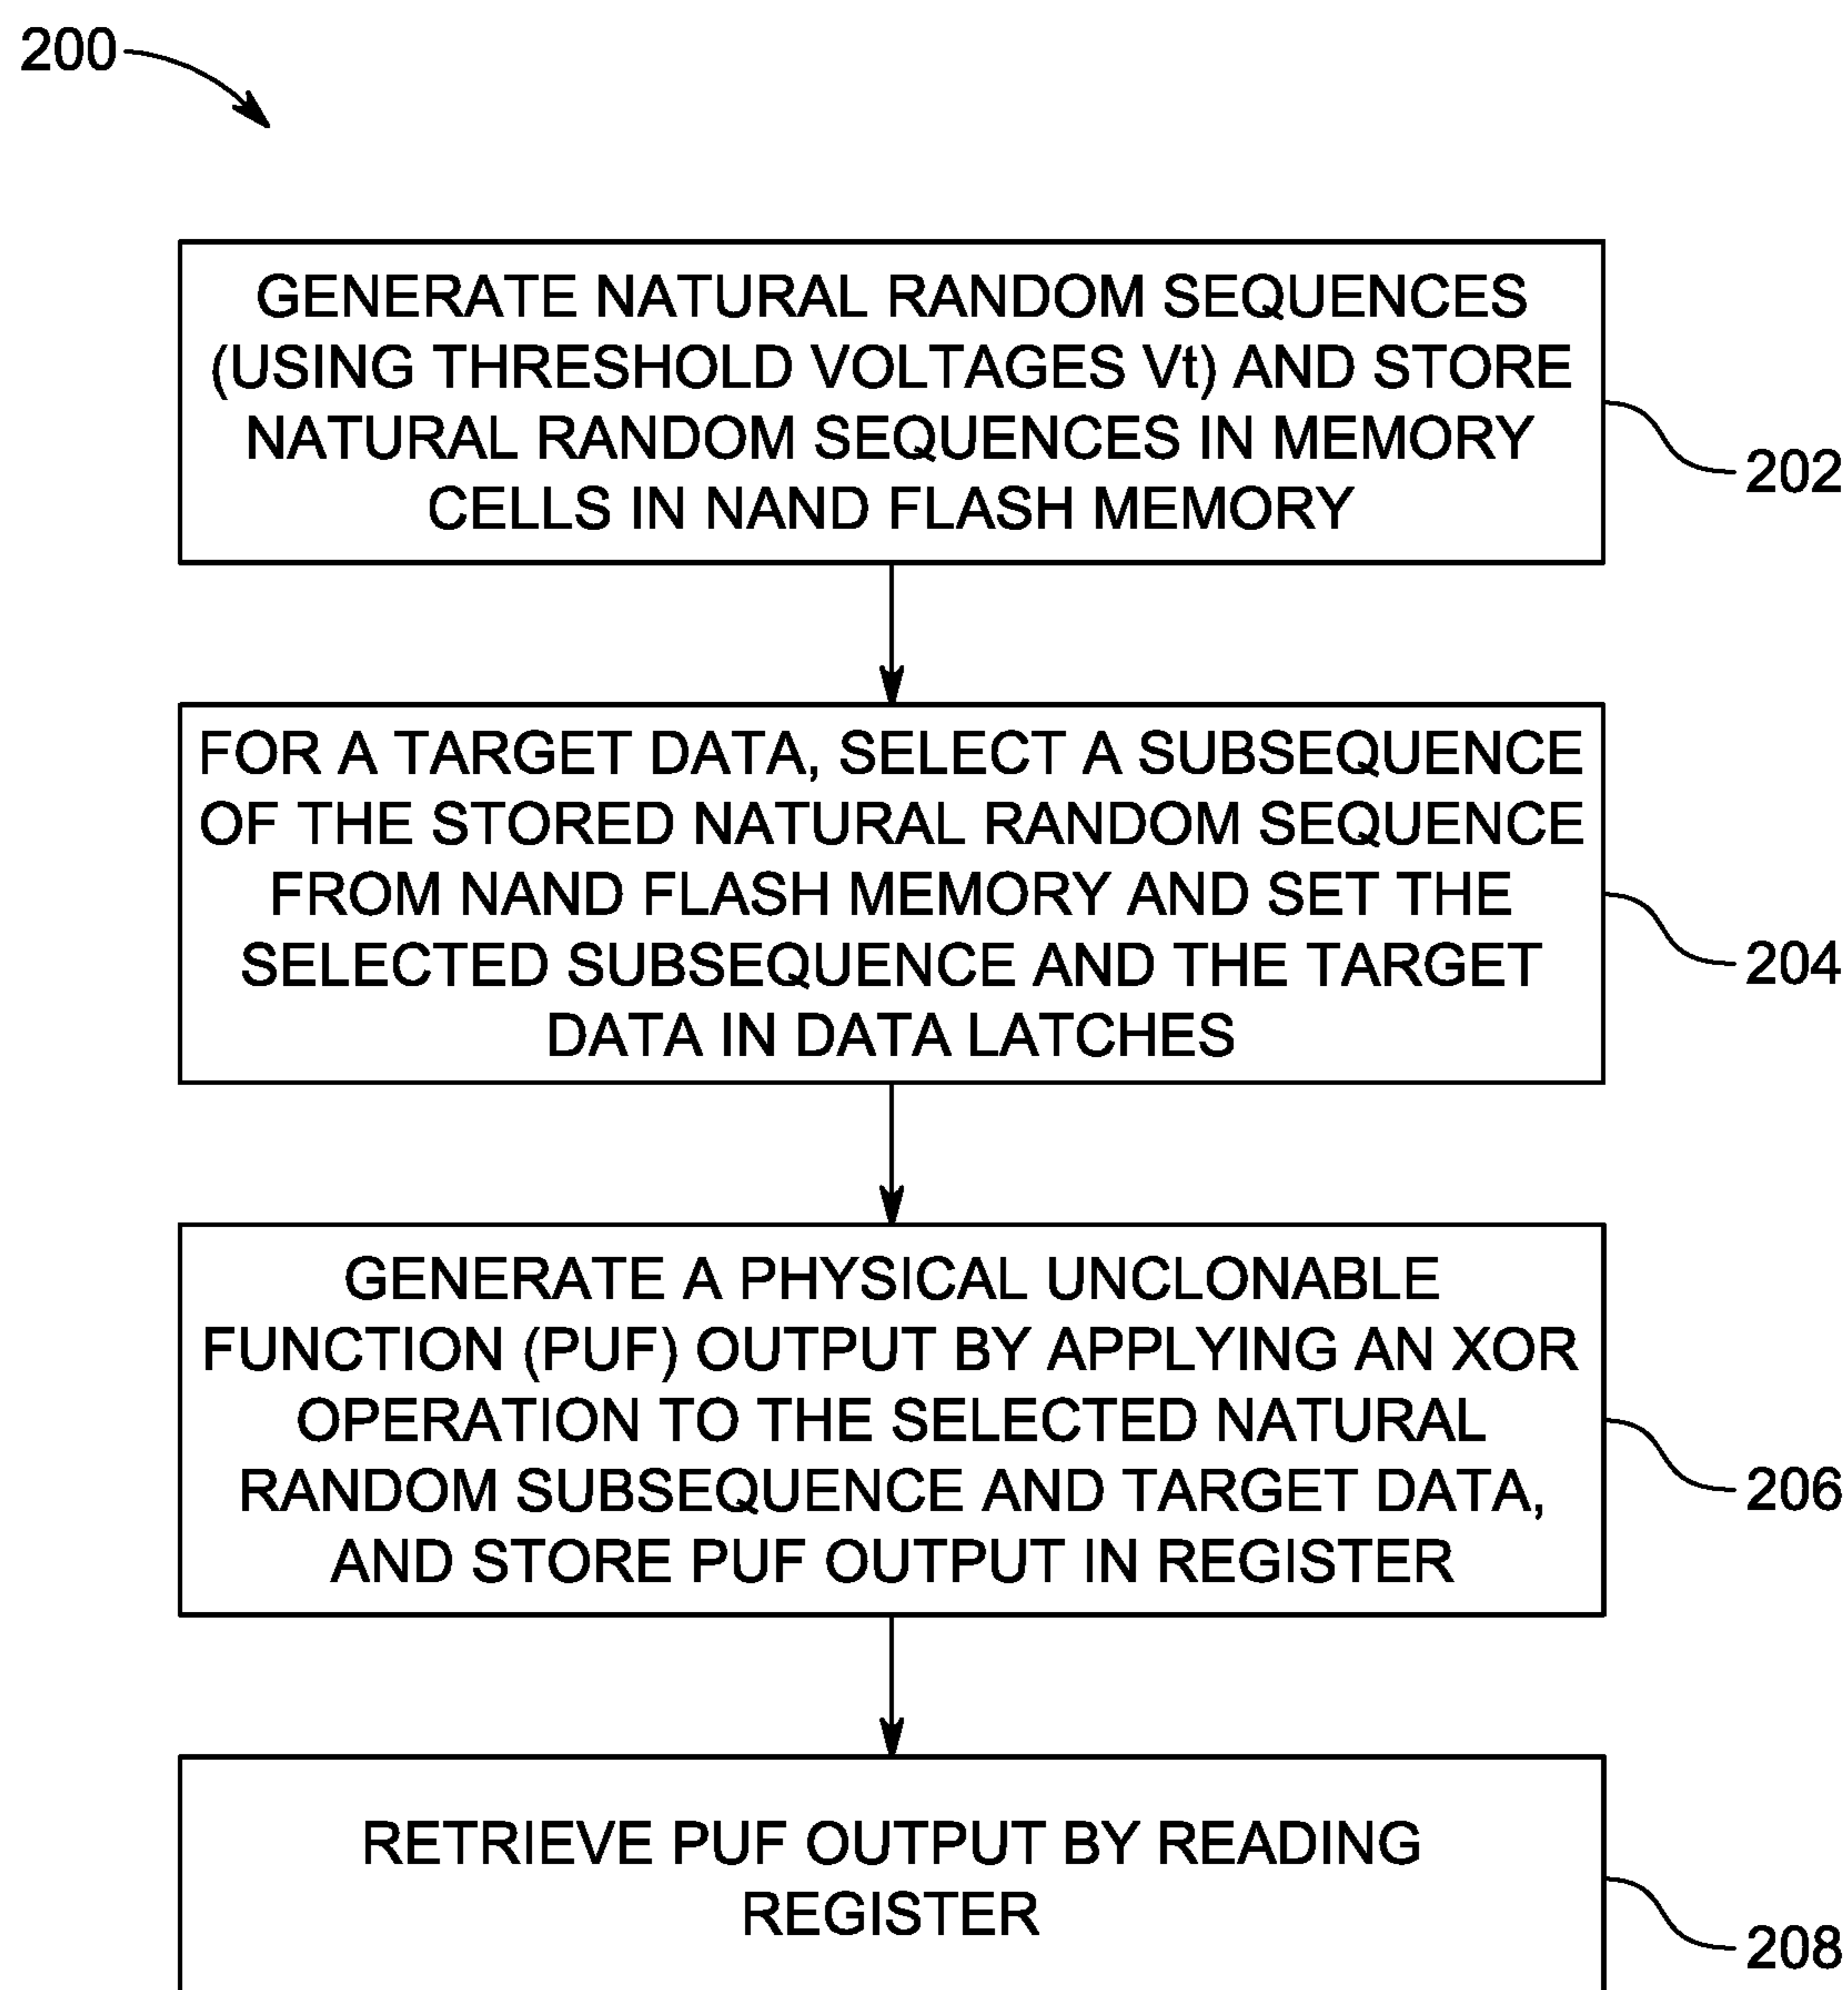 200
GENERATE NATURAL RANDOM SEQUENCES
(USING THRESHOLD VOLTAGES Vt) AND STORE
NATURAL RANDOM SEQUENCES IN MEMORY
CELLS IN NAND FLASH MEMORY
202
FOR A TARGET DATA, SELECT A SUBSEQUENCE
OF THE STORED NATURAL RANDOM SEQUENCE
FROM NAND FLASH MEMORY AND SET THE
SELECTED SUBSEQUENCE AND THE TARGET
DATA IN DATA LATCHES
204
GENERATE A PHYSICAL UNCLONABLE
FUNCTION (PUF) OUTPUT BY APPLYING AN XOR
OPERATION TO THE SELECTED NATURAL
RANDOM SUBSEQUENCE AND TARGET DATA,
AND STORE PUF OUTPUT IN REGISTER
206
RETRIEVE PUF OUTPUT BY READING
REGISTER
208